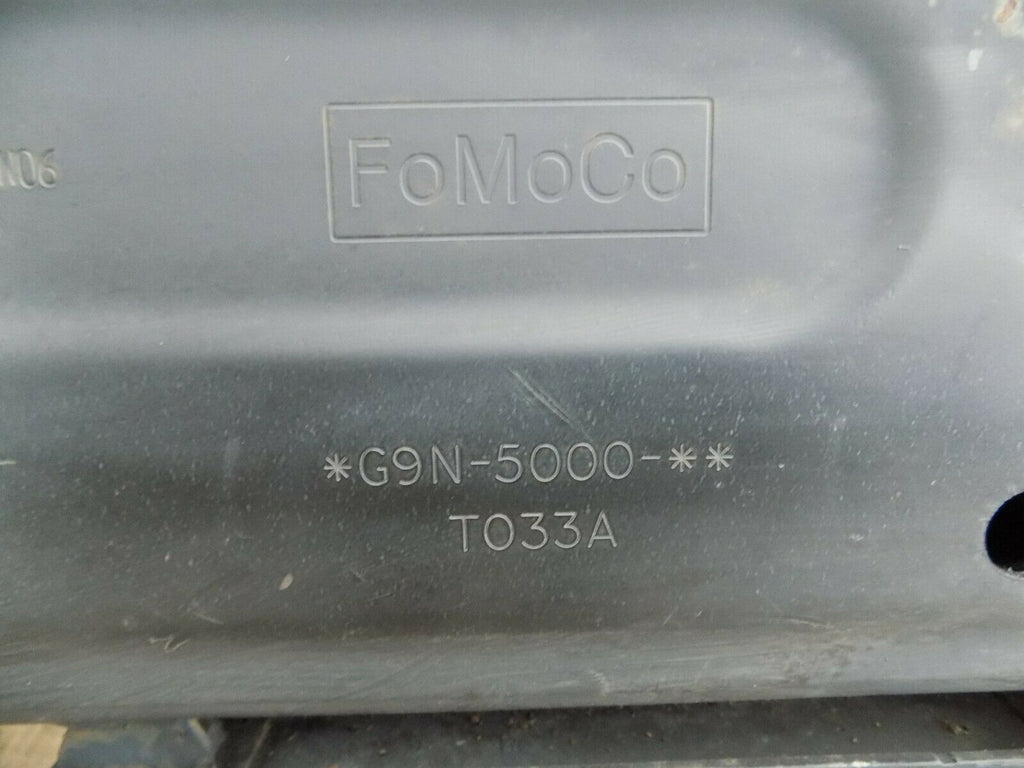 N06
FoMoCo
*G9N-5000-**
T033A